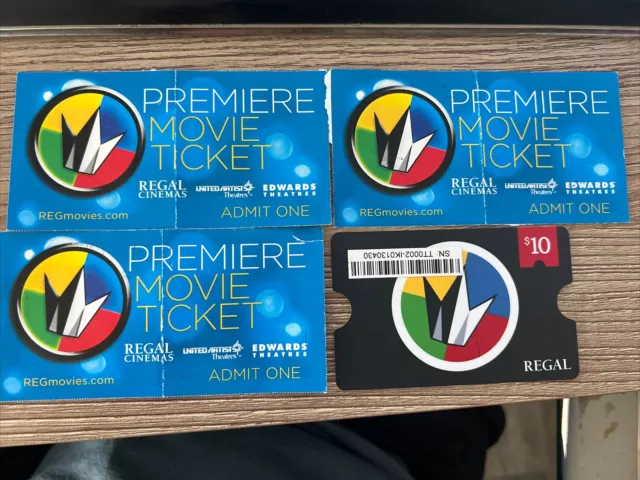 PREMIERE
MOVIE
TICKET
REGAL
CINEMAS
UNITED ARTISTS
Theatres
EDWARDS
THEATRES
REGmovies.com
ADMIT ONE
PREMIERE
MOVIE
TICKET
REGAL
CINEMAS
UNITED ARTISTS
Theatres
EDWARDS
THEATRES
REGmovies.com
ADMIT ONE
PREMIERE
MOVIE
TICKET
REGAL
CINEMAS
UNITED ARTISTS
Theatres
EDWARDS
THEATRES
REGmovies.com
ADMIT ONE
$10
SN: TT0002-IK0130430
REGAL